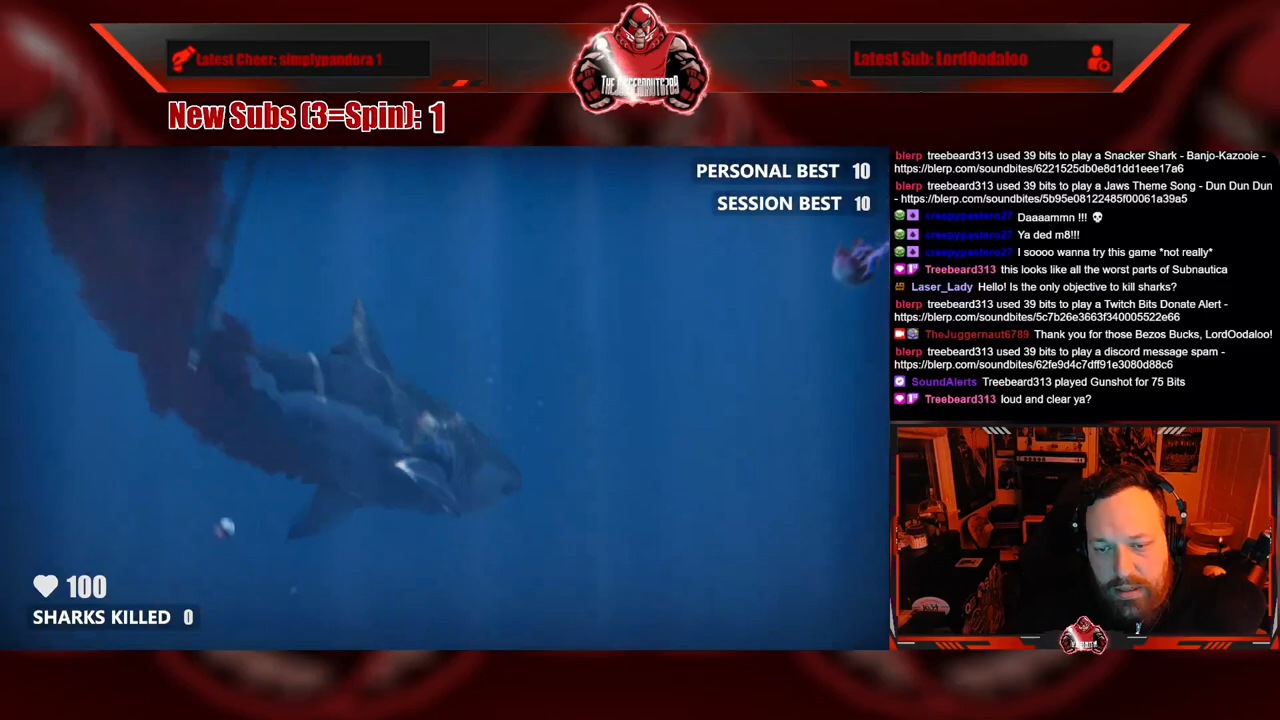 Latest Cheer: simplypandora 1
TheJuggernaut6789
Latest Sub: LordOodaloo
New Subs (3=Spin): 1
PERSONAL BEST 10
SESSION BEST 10
100
SHARKS KILLED 0
blerp treebeard313 used 39 bits to play a Snacker Shark - Banjo-Kazooie -
https://blerp.com/soundbites/6221525db0e8d1dd1eee17a6
blerp treebeard313 used 39 bits to play a Jaws Theme Song - Dun Dun Dun
- https://blerp.com/soundbites/5b95e08122485f00061a39a5
creepypastero27 Daaaammn !!! 💀
creepypastero27 Ya ded m8!!!
creepypastero27 I soooo wanna try this game *not really*
Treebeard313 this looks like all the worst parts of Subnautica
Laser_Lady Hello! Is the only objective to kill sharks?
blerp treebeard313 used 39 bits to play a Twitch Bits Donate Alert -
https://blerp.com/soundbites/5c7b26e3663f340005522e66
TheJuggernaut6789 Thank you for those Bezos Bucks, LordOodaloo!
blerp treebeard313 used 39 bits to play a discord message spam -
https://blerp.com/soundbites/62fe9d4c7dff91e3080d88c6
SoundAlerts Treebeard313 played Gunshot for 75 Bits
Treebeard313 loud and clear ya?